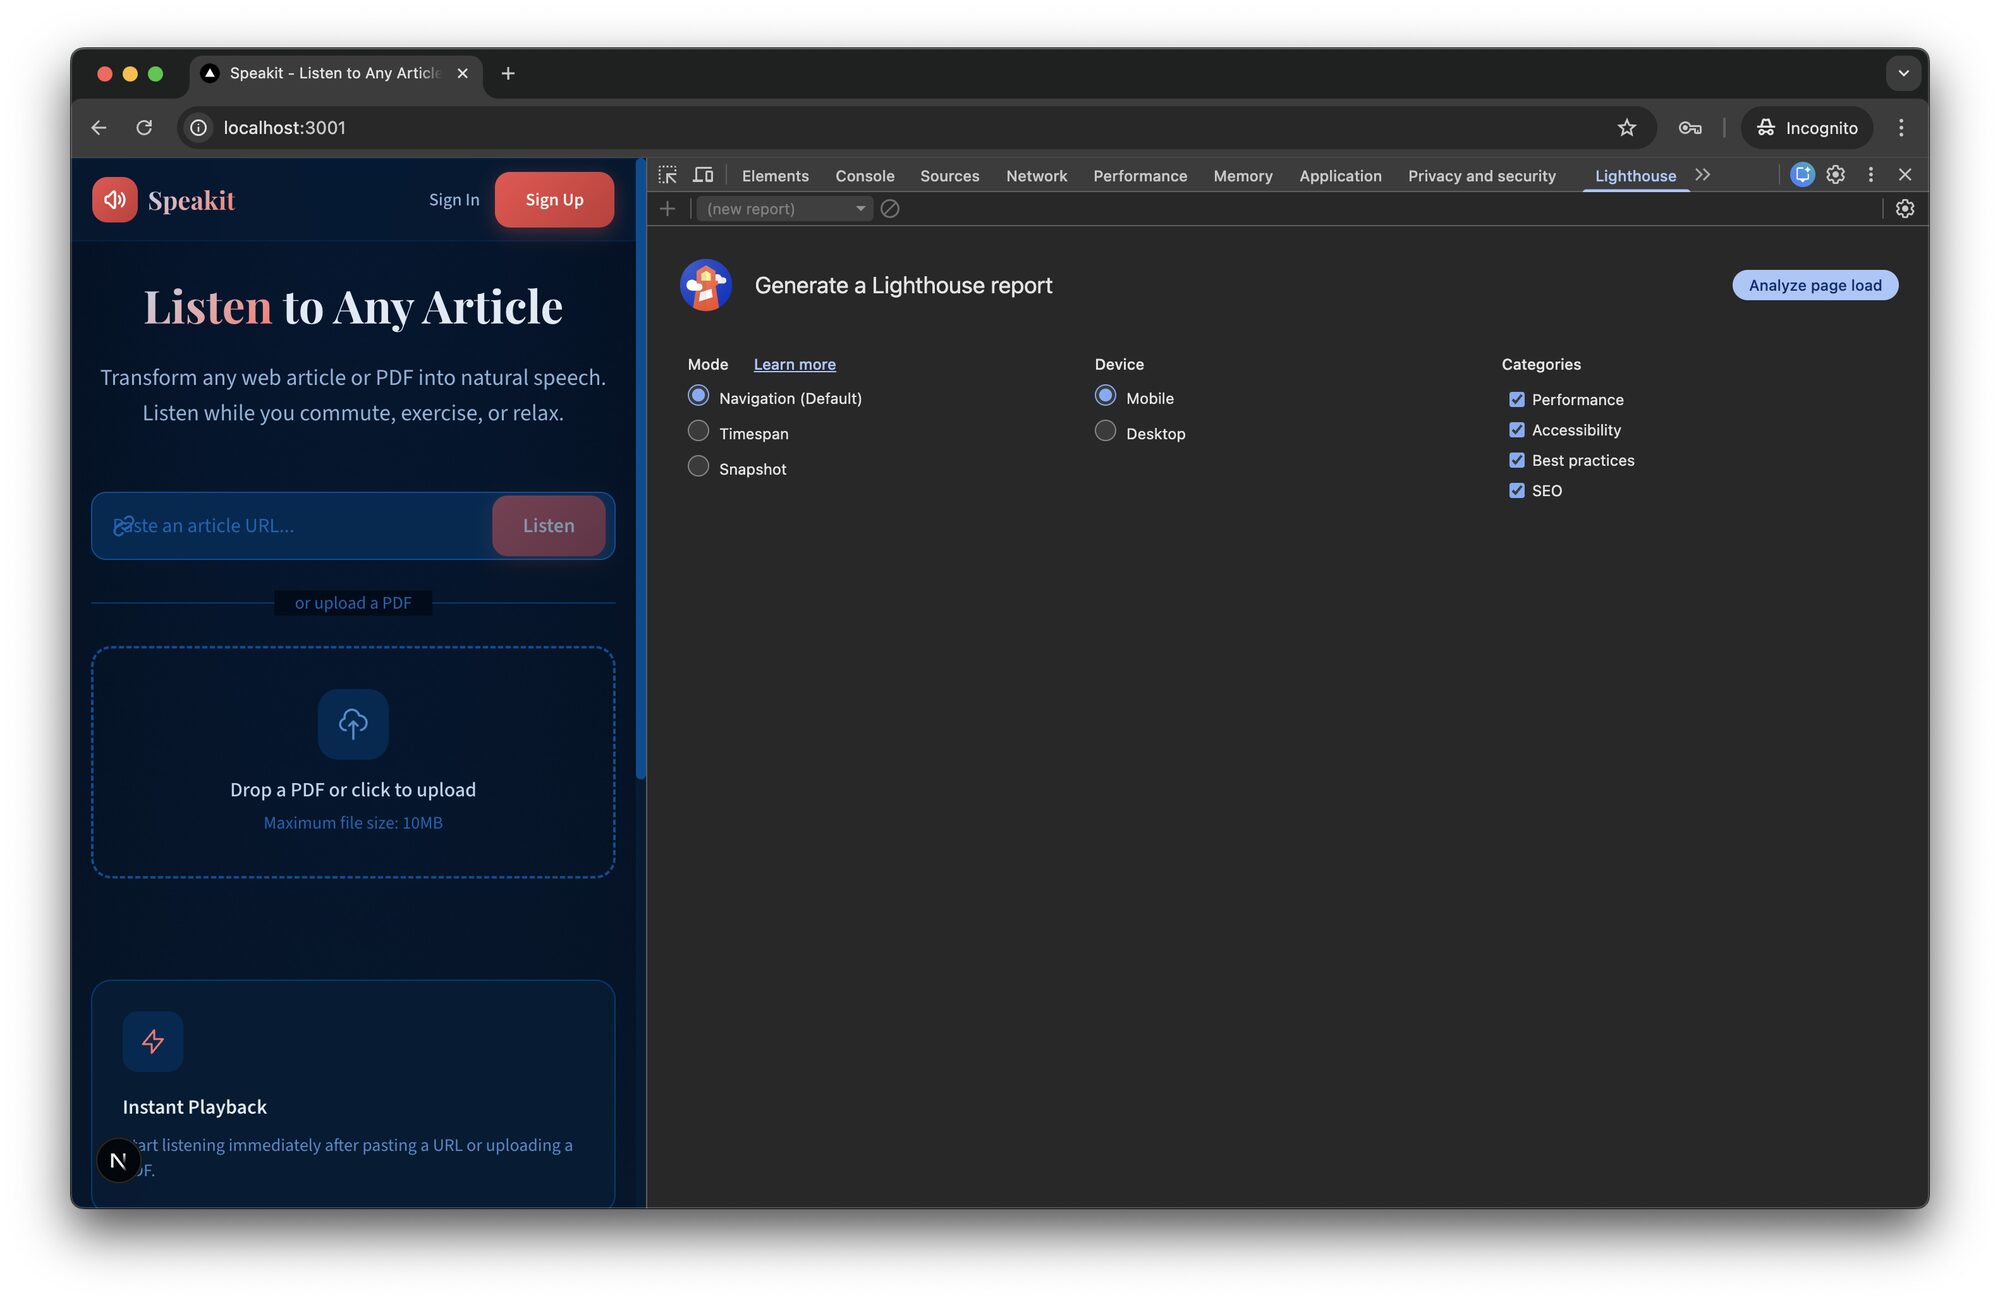 Speakit - Listen to Any Article
localhost:3001
Incognito
Speakit
Sign In
Sign Up
Listen to Any Article
Transform any web article or PDF into natural speech.
Listen while you commute, exercise, or relax.
Paste an article URL...
Listen
or upload a PDF
Drop a PDF or click to upload
Maximum file size: 10MB
Instant Playback
Start listening immediately after pasting a URL or uploading a
PDF.
N
Elements
Console
Sources
Network
Performance
Memory
Application
Privacy and security
Lighthouse
(new report)
Generate a Lighthouse report
Analyze page load
Mode
Learn more
Navigation (Default)
Timespan
Snapshot
Device
Mobile
Desktop
Categories
Performance
Accessibility
Best practices
SEO